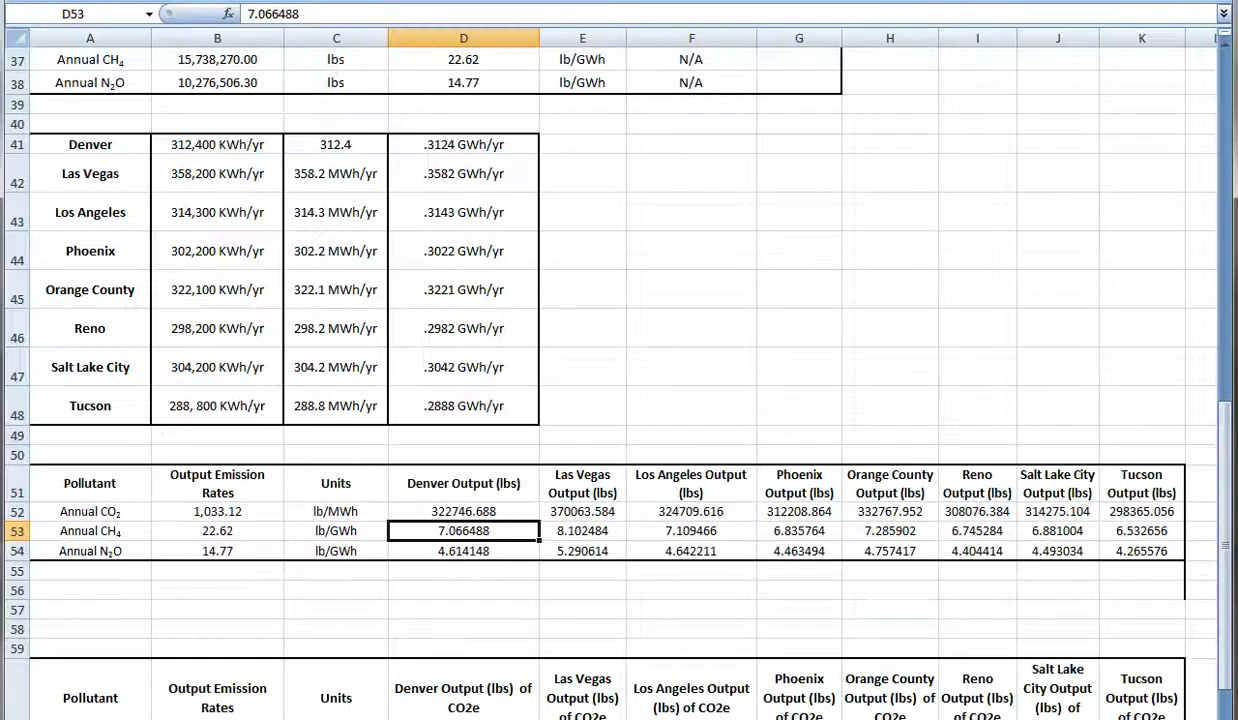 D53 fx 7.066488
A B C D E F G H I J K L
37 Annual CH₄ 15,738,270.00 lbs 22.62 lb/GWh N/A
38 Annual N₂O 10,276,506.30 lbs 14.77 lb/GWh N/A
39
40
41 Denver 312,400 KWh/yr 312.4 .3124 GWh/yr
42 Las Vegas 358,200 KWh/yr 358.2 MWh/yr .3582 GWh/yr
43 Los Angeles 314,300 KWh/yr 314.3 MWh/yr .3143 GWh/yr
44 Phoenix 302,200 KWh/yr 302.2 MWh/yr .3022 GWh/yr
45 Orange County 322,100 KWh/yr 322.1 MWh/yr .3221 GWh/yr
46 Reno 298,200 KWh/yr 298.2 MWh/yr .2982 GWh/yr
47 Salt Lake City 304,200 KWh/yr 304.2 MWh/yr .3042 GWh/yr
48 Tucson 288, 800 KWh/yr 288.8 MWh/yr .2888 GWh/yr
49
50
Output Emission Las Vegas Los Angeles Output Phoenix Orange County Reno Salt Lake City Tucson
51 Pollutant Rates Units Denver Output (lbs) Output (lbs) (lbs) Output (lbs) Output (lbs) Output (lbs) Output (lbs) Output (lbs)
52 Annual CO₂ 1,033.12 lb/MWh 322746.688 370063.584 324709.616 312208.864 332767.952 308076.384 314275.104 298365.056
53 Annual CH₄ 22.62 lb/GWh 7.066488 8.102484 7.109466 6.835764 7.285902 6.745284 6.881004 6.532656
54 Annual N₂O 14.77 lb/GWh 4.614148 5.290614 4.642211 4.463494 4.757417 4.404414 4.493034 4.265576
55
56
57
58
59
Salt Lake
Output Emission Denver Output (lbs) of Las Vegas Los Angeles Output Phoenix Orange County Reno City Output Tucson
Pollutant Rates Units CO2e Output (lbs) (lbs) of CO2e Output (lbs) Output (lbs) of Output (lbs) (lbs) of Output (lbs)
of CO2e of CO2e CO2e of CO2e CO2e of CO2e